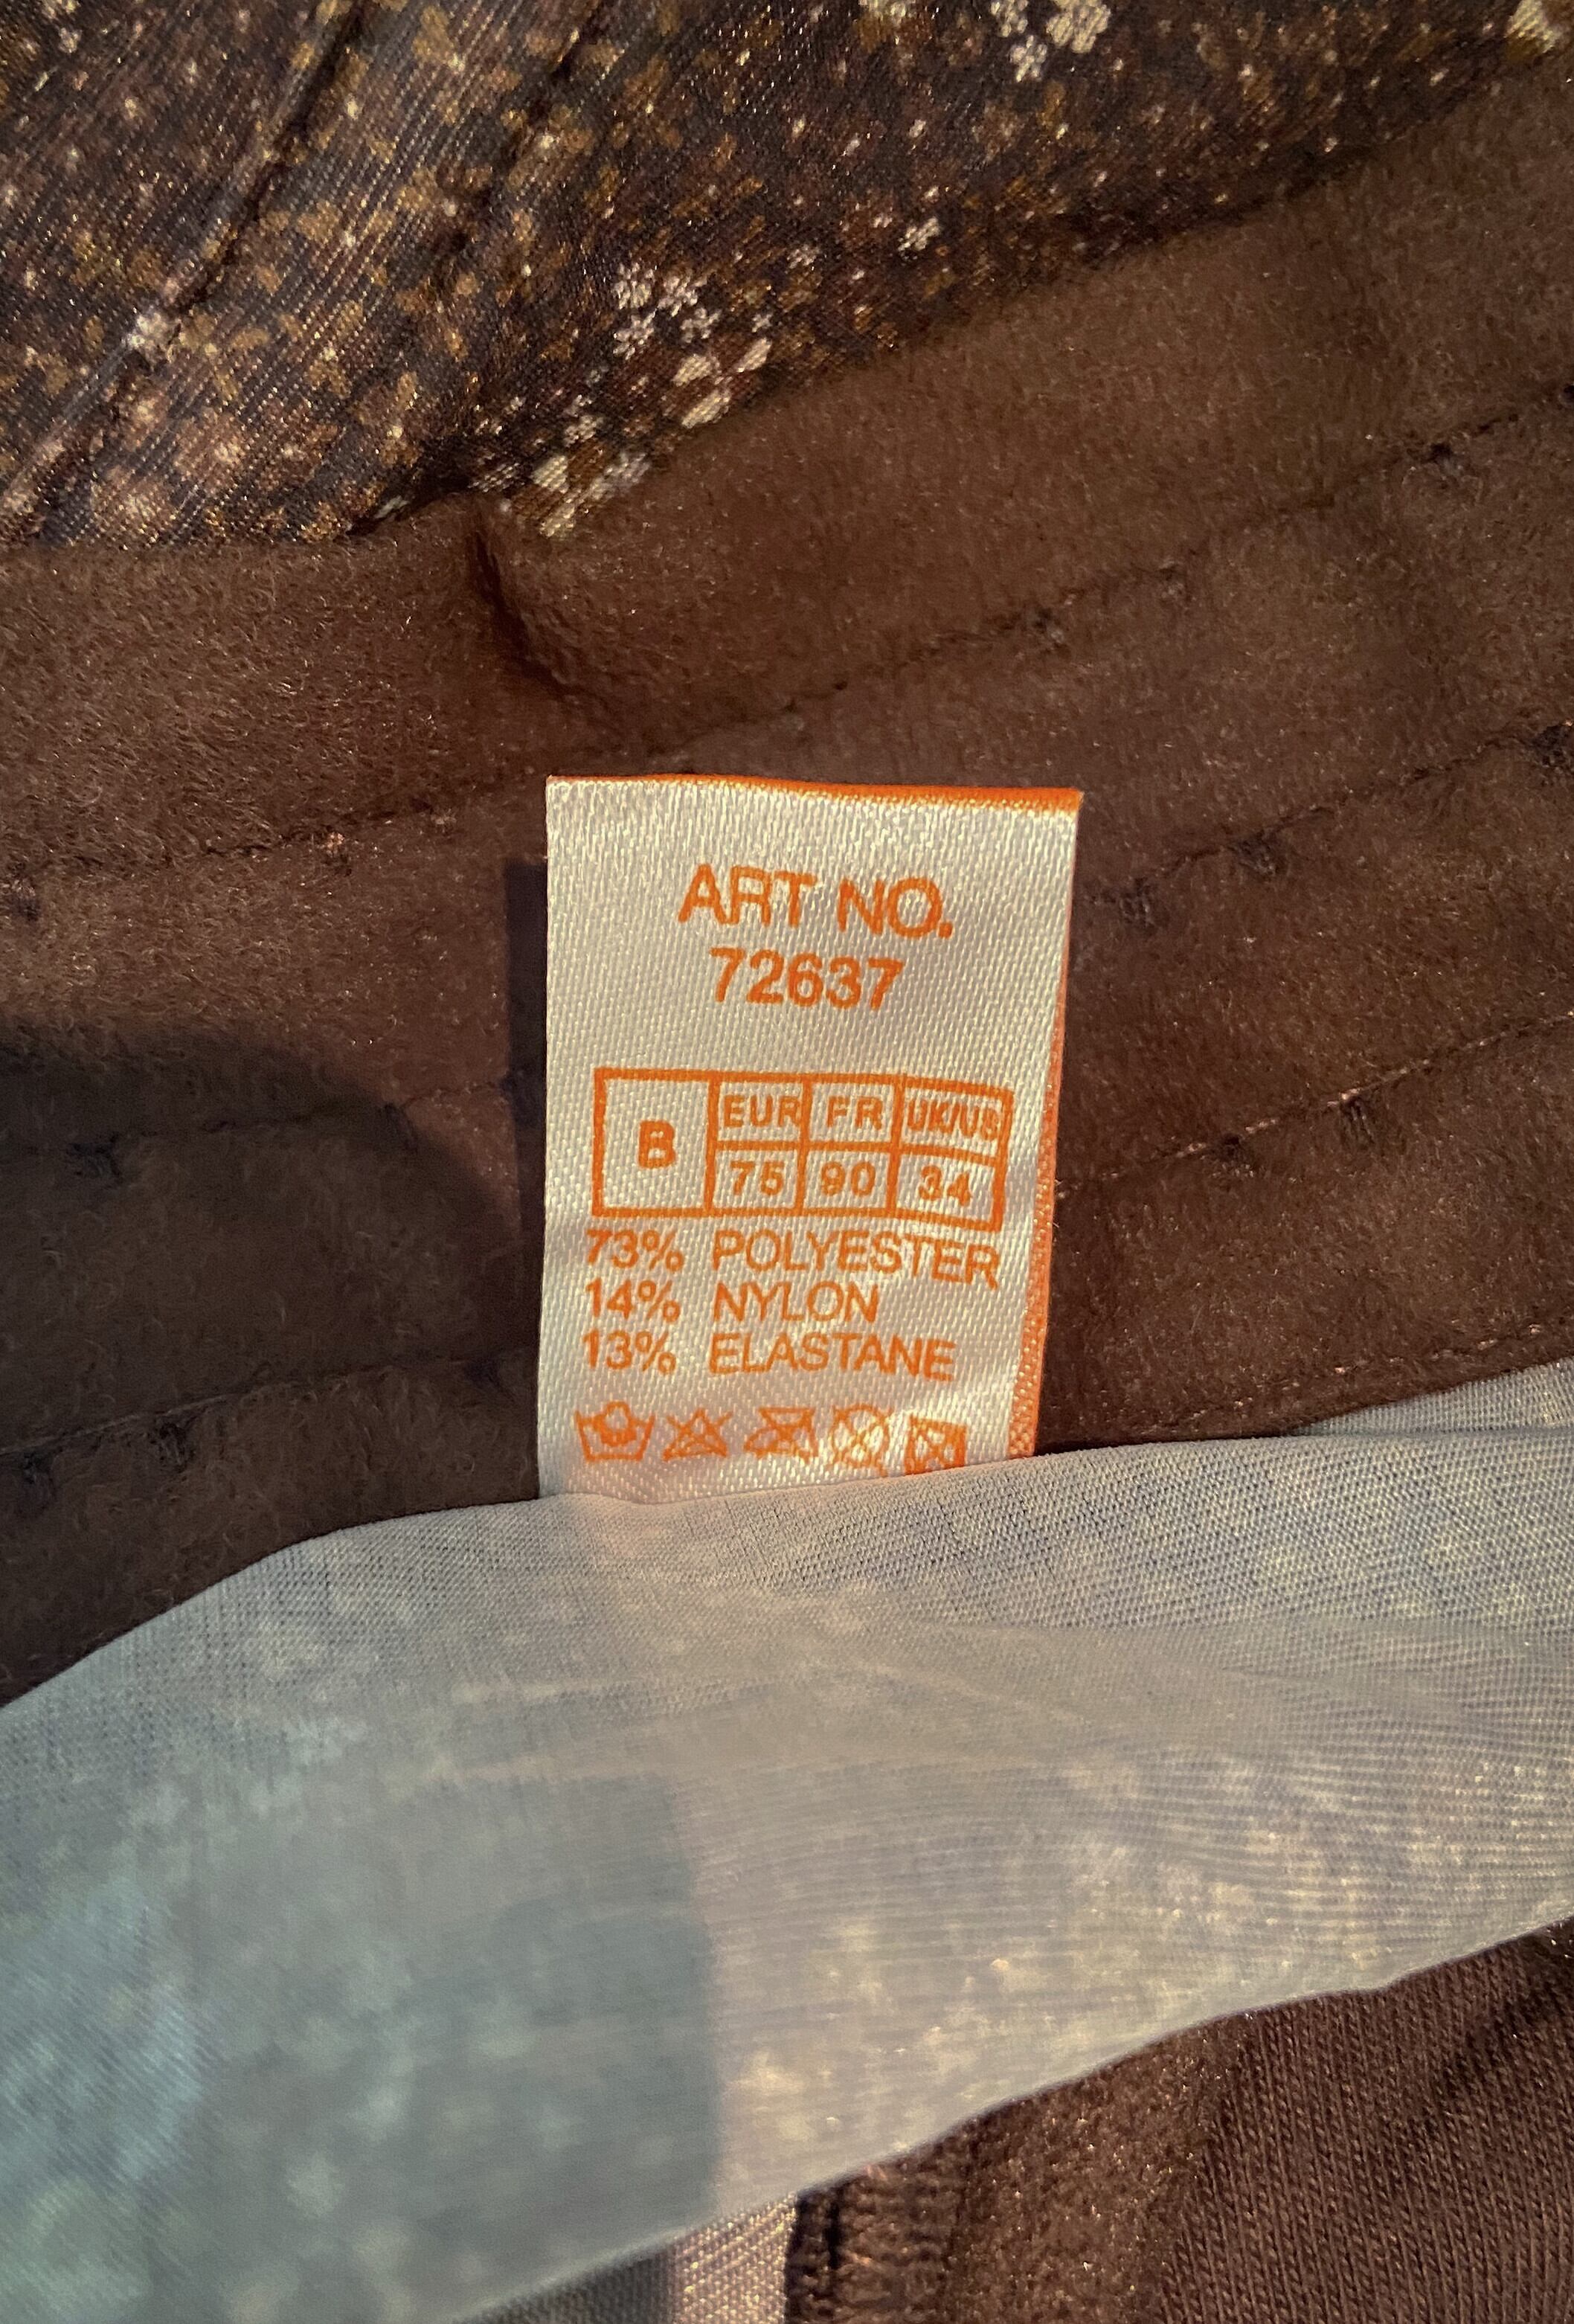 ART NO.
72637
B EUR FR UK/US
75 90 34
73% POLYESTER
14% NYLON
13% ELASTANE